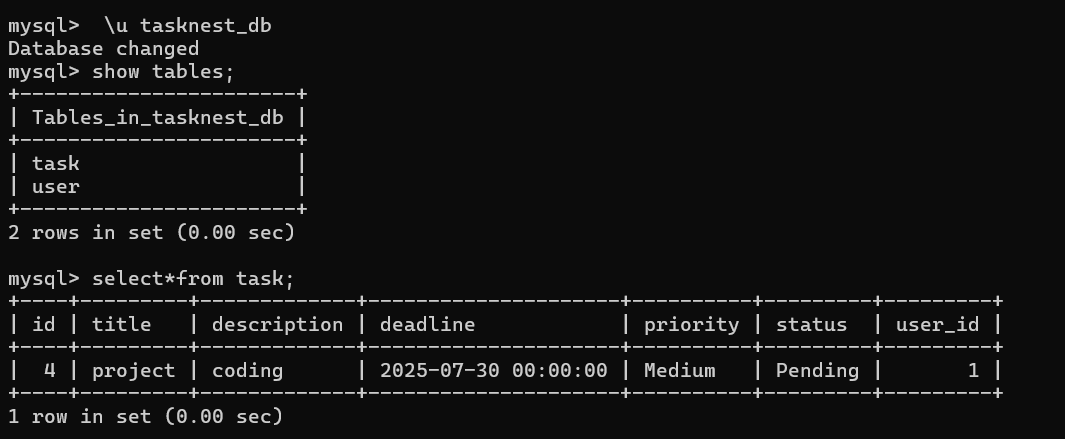 mysql>  \u tasknest_db
Database changed
mysql> show tables;
+-----------------------+
| Tables_in_tasknest_db |
+-----------------------+
| task                  |
| user                  |
+-----------------------+
2 rows in set (0.00 sec)

mysql> select*from task;
+----+---------+-------------+---------------------+----------+---------+---------+
| id | title   | description | deadline            | priority | status  | user_id |
+----+---------+-------------+---------------------+----------+---------+---------+
|  4 | project | coding      | 2025-07-30 00:00:00 | Medium   | Pending |       1 |
+----+---------+-------------+---------------------+----------+---------+---------+
1 row in set (0.00 sec)